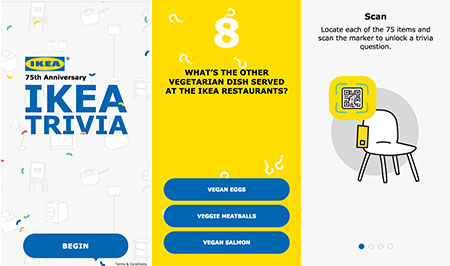 IKEA
75th Anniversary
IKEA
TRIVIA
BEGIN
Terms & Conditions
8
WHAT'S THE OTHER
VEGETARIAN DISH SERVED
AT THE IKEA RESTAURANTS?
VEGAN EGGS
VEGGIE MEATBALLS
VEGAN SALMON
Scan
Locate each of the 75 items and
scan the marker to unlock a trivia
question.